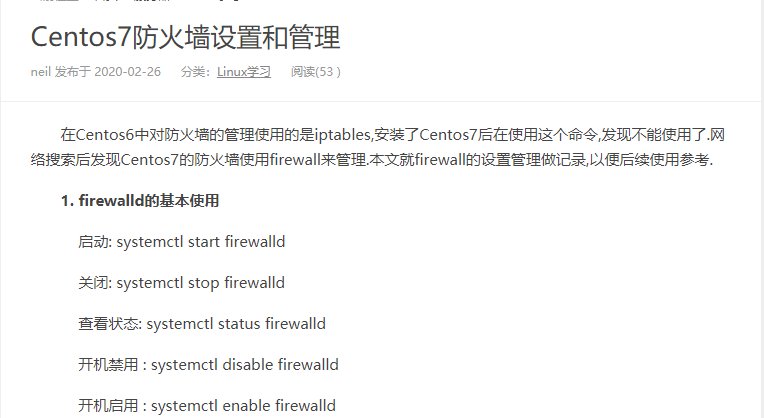 Centos7防火墙设置和管理
neil 发布于 2020-02-26 分类：Linux学习 阅读(53 )
在Centos6中对防火墙的管理使用的是iptables,安装了Centos7后在使用这个命令,发现不能使用了.网
络搜索后发现Centos7的防火墙使用firewall来管理.本文就firewall的设置管理做记录,以便后续使用参考.
1. firewalld的基本使用
启动: systemctl start firewalld
关闭: systemctl stop firewalld
查看状态: systemctl status firewalld
开机禁用 : systemctl disable firewalld
开机启用 : systemctl enable firewalld